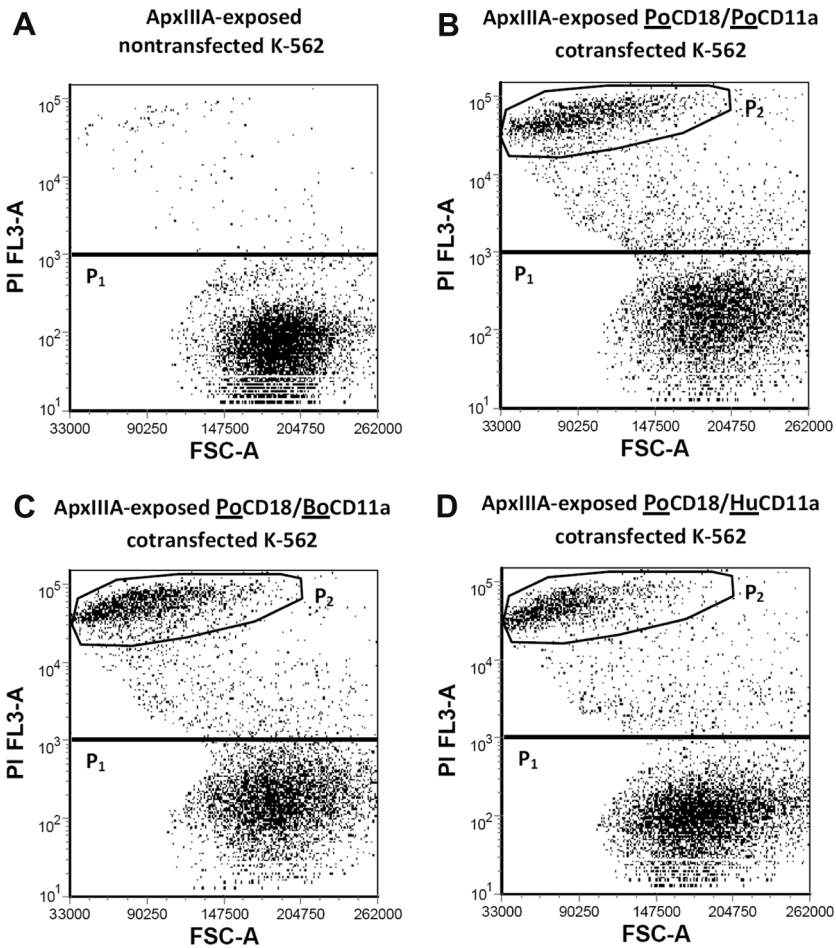 A
ApxIIIA-exposed
nontransfected K-562
PI FL3-A
10^5
10^4
10^3
10^2
10^1
P1
33000 90250 147500 204750 262000
FSC-A
B
ApxIIIA-exposed PoCD18/PoCD11a
cotransfected K-562
PI FL3-A
10^5
10^4
10^3
10^2
10^1
P2
P1
33000 90250 147500 204750 262000
FSC-A
C
ApxIIIA-exposed PoCD18/BoCD11a
cotransfected K-562
PI FL3-A
10^5
10^4
10^3
10^2
10^1
P2
P1
33000 90250 147500 204750 262000
FSC-A
D
ApxIIIA-exposed PoCD18/HuCD11a
cotransfected K-562
PI FL3-A
10^5
10^4
10^3
10^2
10^1
P2
P1
33000 90250 147500 204750 262000
FSC-A